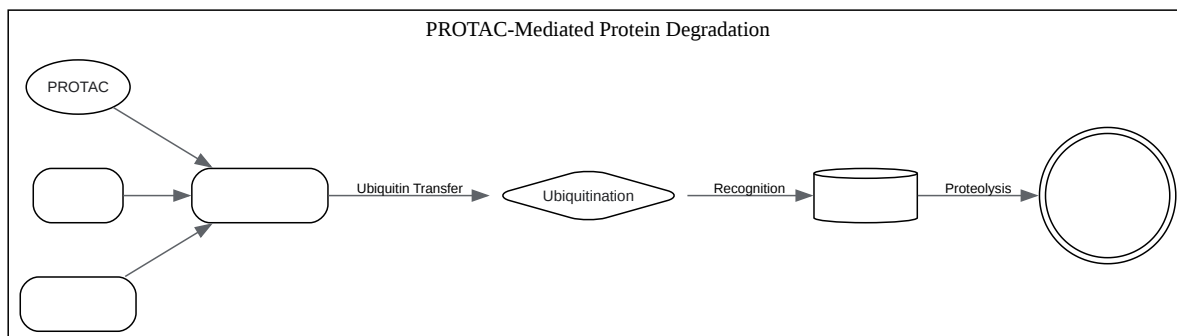 PROTAC-Mediated Protein Degradation
PROTAC
Ubiquitin Transfer
Ubiquitination
Recognition
Proteolysis